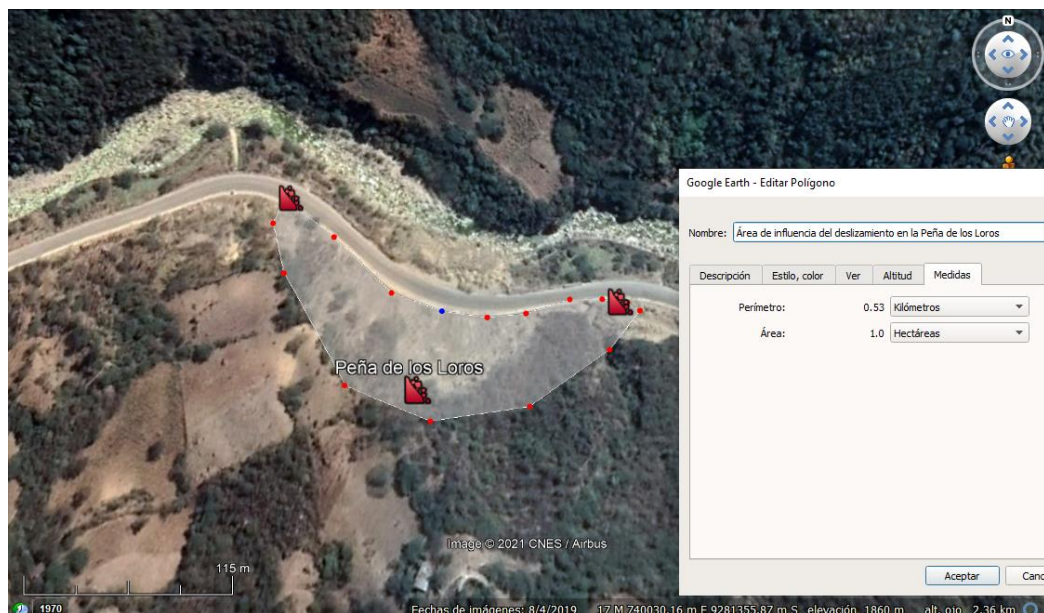 N
Google Earth - Editar Polígono
Nombre: Área de influencia del deslizamiento en la Peña de los Loros
Descripción Estilo, color Ver Altitud Medidas
Perímetro: 0.53 Kilómetros
Área: 1.0 Hectáreas
Peña de los Loros
Image © 2021 CNES / Airbus
115 m
Aceptar Canc
1970 Fechas de imágenes: 8/4/2019 17 M 740030.16 m E 9281355.87 m S elevación 1860 m alt. ojo 2.36 km